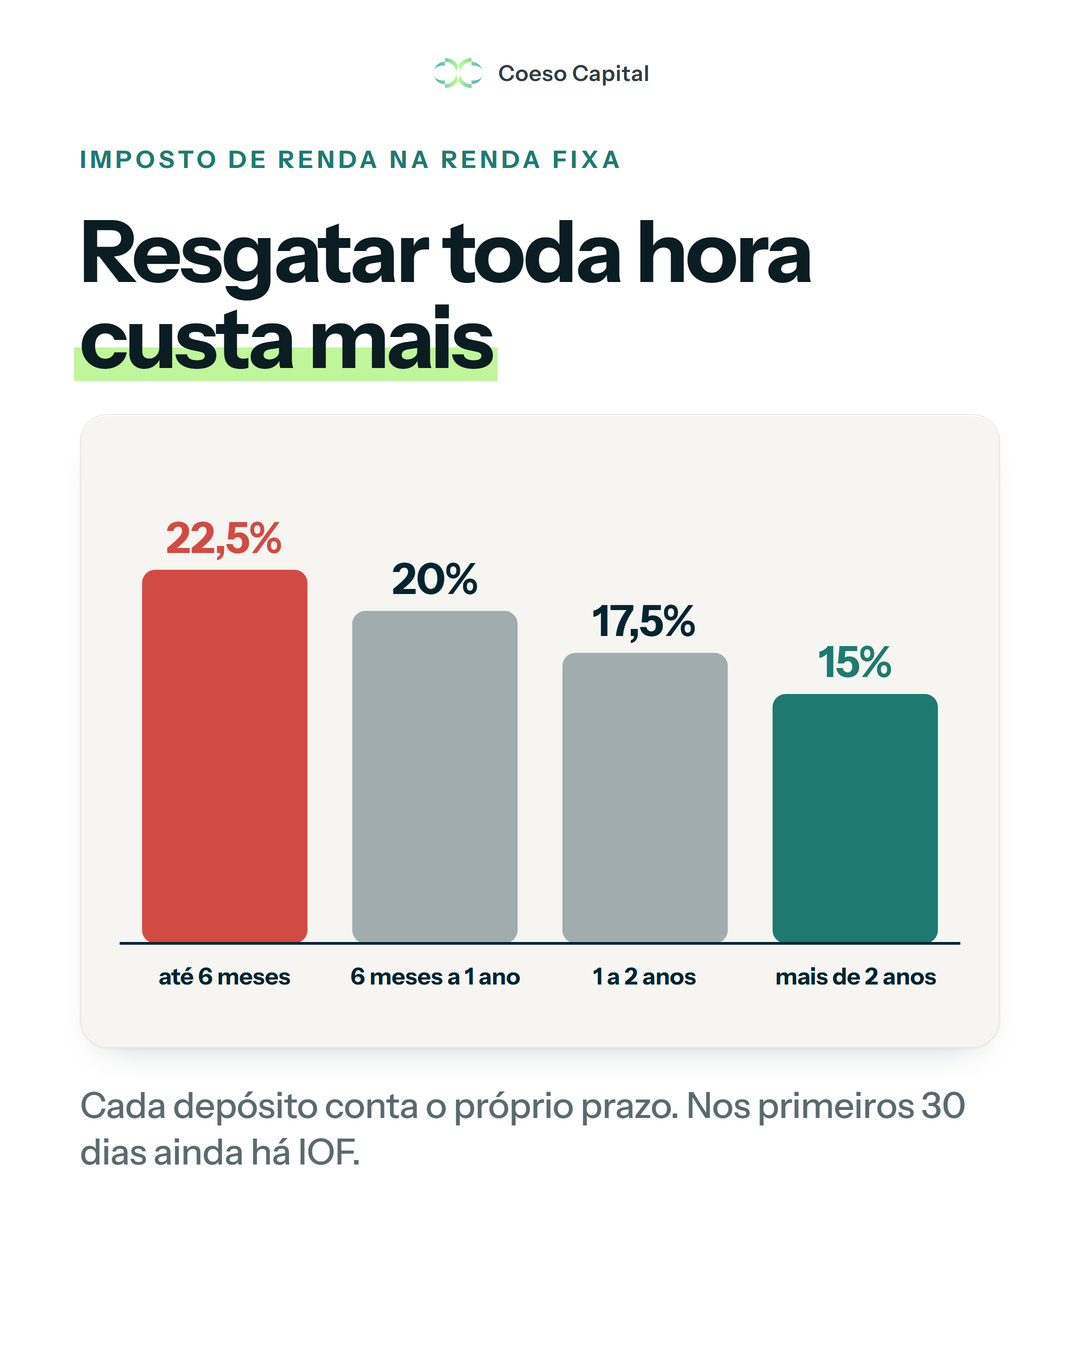 Coeso Capital
IMPOSTO DE RENDA NA RENDA FIXA
Resgatar toda hora
custa mais
22,5%
20%
17,5%
15%
até 6 meses
6 meses a 1 ano
1 a 2 anos
mais de 2 anos
Cada depósito conta o próprio prazo. Nos primeiros 30
dias ainda há IOF.